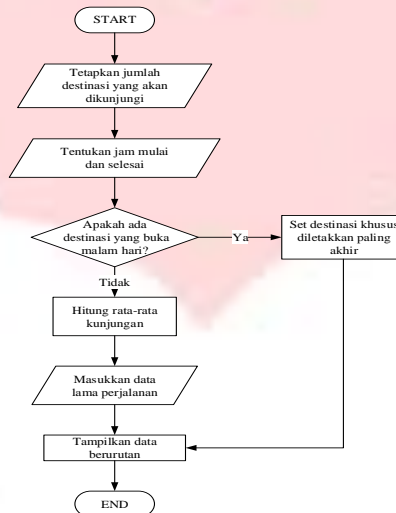 START
Tetapkan jumlah
destinasi yang akan
dikunjungi
Tentukan jam mulai
dan selesai
Apakah ada
destinasi yang buka
malam hari?
Ya
Set destinasi khusus
diletakkan paling
akhir
Tidak
Hitung rata-rata
kunjungan
Masukkan data
lama perjalanan
Tampilkan data
berurutan
END